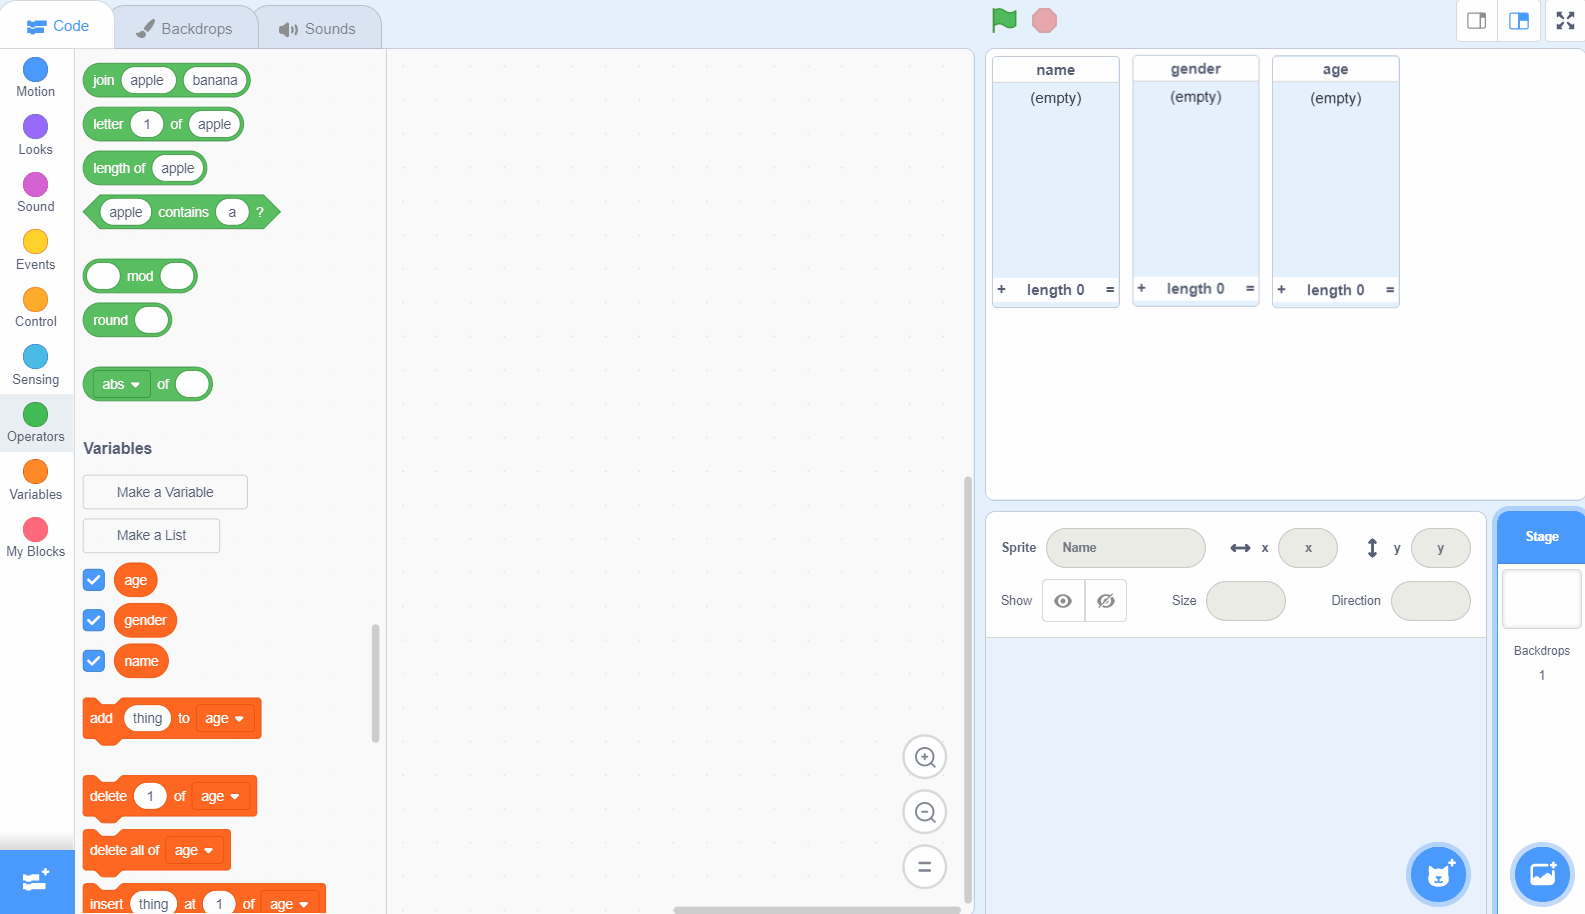 Code
Backdrops
Sounds
Motion
Looks
Sound
Events
Control
Sensing
Operators
Variables
My Blocks
join apple banana
letter 1 of apple
length of apple
apple contains a ?
mod
round
abs of
Variables
Make a Variable
Make a List
age
gender
name
add thing to age
delete 1 of age
delete all of age
insert thing at 1 of age
name
(empty)
+ length 0 =
gender
(empty)
+ length 0 =
age
(empty)
+ length 0 =
Sprite Name x x y y
Show Size Direction
Stage
Backdrops
1